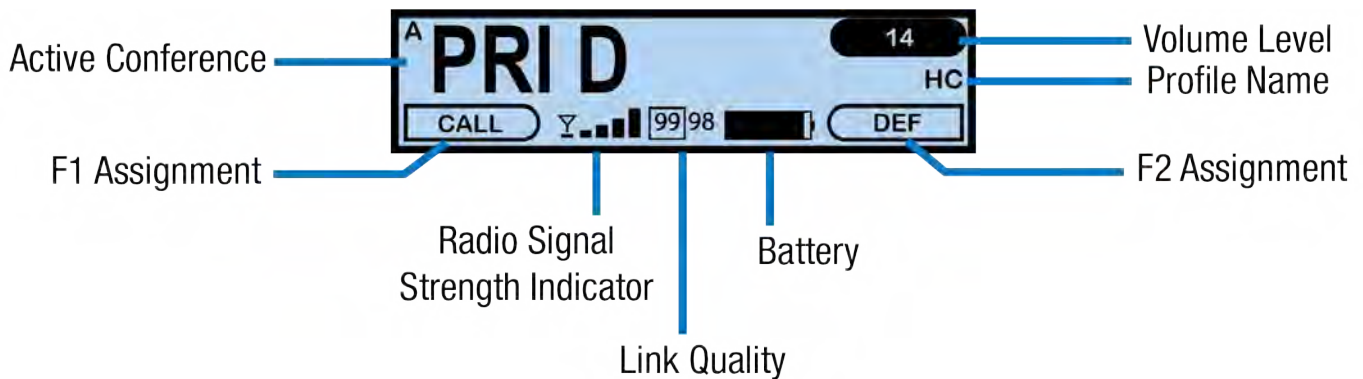 A
PRI D
14
HC
CALL
99 98
DEF
Active Conference
Volume Level
Profile Name
F1 Assignment
F2 Assignment
Radio Signal
Strength Indicator
Battery
Link Quality